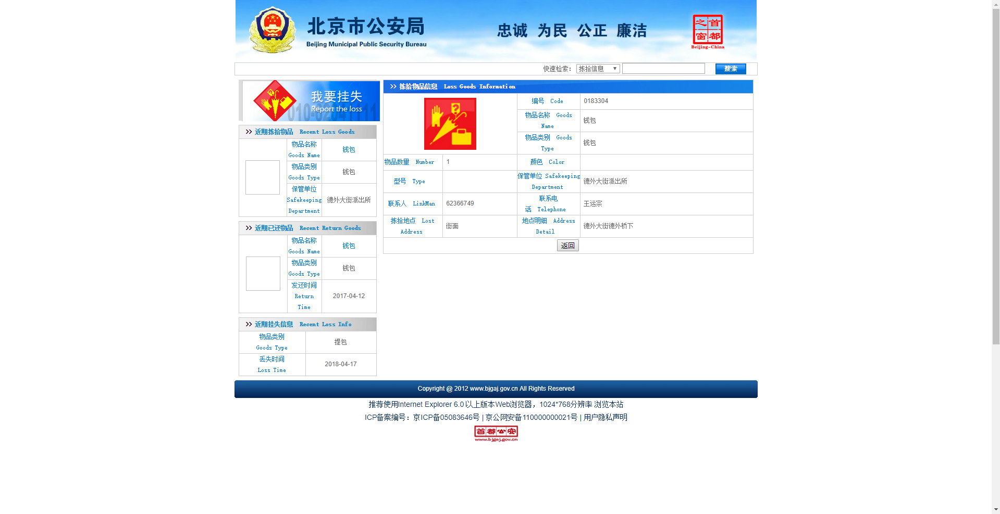 北京市公安局
Beijing Municipal Public Security Bureau
忠诚 为民 公正 廉洁
首都之窗
Beijing-China
快速检索： 拣拾信息 搜索
我要挂失
Report the loss
>> 近期拣拾物品 Recent Loss Goods
物品名称
Goods Name
钱包
物品类别
Goods Type
钱包
保管单位
Safekeeping
Department
德外大街派出所
>> 近期已还物品 Recent Return Goods
物品名称
Goods Name
钱包
物品类别
Goods Type
钱包
发还时间
Return
Time
2017-04-12
>> 近期挂失信息 Recent Loss Info
物品类别
Goods Type
提包
丢失时间
Loss Time
2018-04-17
>> 拣拾物品信息 Loss Goods Information
编号 Code
0183304
物品名称 Goods
Name
钱包
物品类别 Goods
Type
钱包
物品数量 Number
1
颜色 Color
型号 Type
保管单位 Safekeeping
Department
德外大街派出所
联系人 LinkMan
62366749
联系电
话 Telephone
王运宗
拣拾地点 Lost
Address
街面
地点明细 Address
Detail
德外大街德外桥下
返回
Copyright @ 2012 www.bjgaj.gov.cn All Rights Reserved
推荐使用Internet Explorer 6.0 以上版本Web浏览器，1024*768分辨率 浏览本站
ICP备案编号：京ICP备05083646号 | 京公网安备110000000021号 | 用户隐私声明
首都公安
www.bjgaj.gov.cn